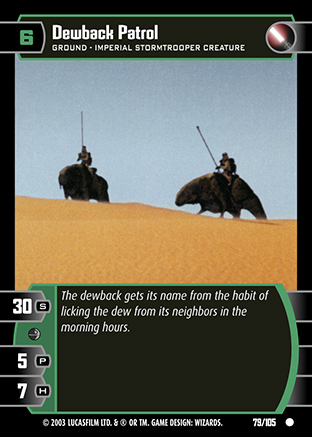 6 Dewback Patrol
GROUND - IMPERIAL STORMTROOPER CREATURE
30 S
The dewback gets its name from the habit of
licking the dew from its neighbors in the
morning hours.
5 P
7 H
© 2003 LUCASFILM LTD. & ® OR TM. GAME DESIGN: WIZARDS. 79/105